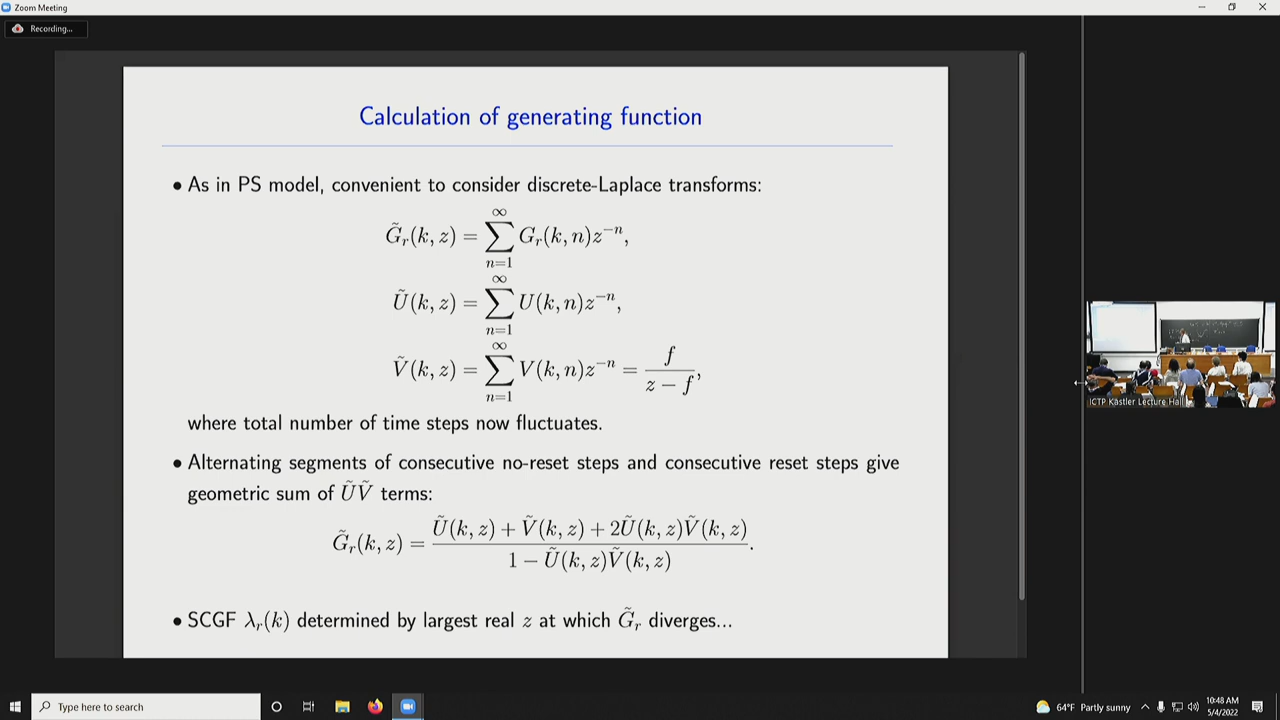 Zoom Meeting
Recording...
Calculation of generating function
• As in PS model, convenient to consider discrete-Laplace transforms:
G̃_r(k, z) = ∑_{n=1}^{∞} G_r(k, n)z^{−n},
Ũ(k, z) = ∑_{n=1}^{∞} U(k, n)z^{−n},
Ṽ(k, z) = ∑_{n=1}^{∞} V(k, n)z^{−n} = f/(z − f),
where total number of time steps now fluctuates.
• Alternating segments of consecutive no-reset steps and consecutive reset steps give
geometric sum of ŨṼ terms:
G̃_r(k, z) = (Ũ(k, z) + Ṽ(k, z) + 2Ũ(k, z)Ṽ(k, z))/(1 − Ũ(k, z)Ṽ(k, z)).
• SCGF λ_r(k) determined by largest real z at which G̃_r diverges...
ICTP Kastler Lecture Hall
Type here to search
64°F Partly sunny
10:48 AM
5/4/2022